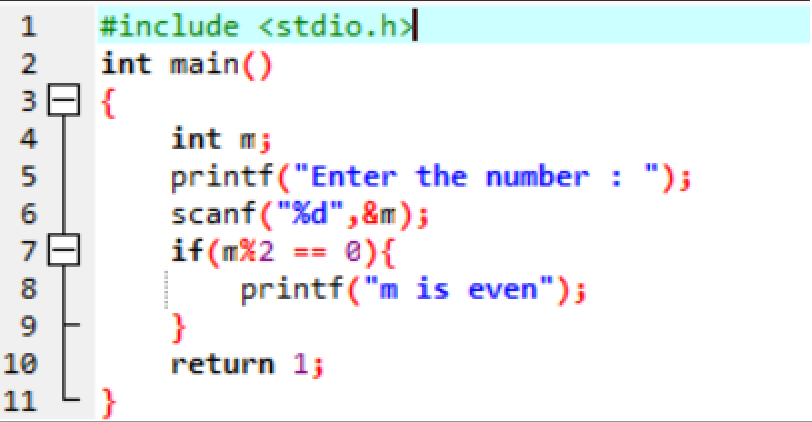 1 #include <stdio.h>
2 int main()
3 {
4 int m;
5 printf("Enter the number : ");
6 scanf("%d",&m);
7 if(m%2 == 0){
8 printf("m is even");
9 }
10 return 1;
11 }